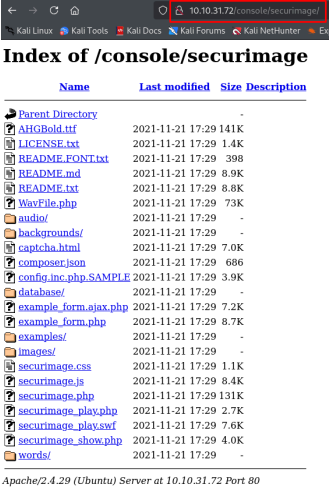 10.10.31.72/console/securimage/
Kali Linux Kali Tools Kali Docs Kali Forums Kali NetHunter Ex
Index of /console/securimage
Name Last modified Size Description
Parent Directory -
AHGBold.ttf 2021-11-21 17:29 141K
LICENSE.txt 2021-11-21 17:29 1.4K
README.FONT.txt 2021-11-21 17:29 398
README.md 2021-11-21 17:29 8.9K
README.txt 2021-11-21 17:29 8.8K
WavFile.php 2021-11-21 17:29 73K
audio/ 2021-11-21 17:29 -
backgrounds/ 2021-11-21 17:29 -
captcha.html 2021-11-21 17:29 7.0K
composer.json 2021-11-21 17:29 686
config.inc.php.SAMPLE 2021-11-21 17:29 3.9K
database/ 2021-11-21 17:29 -
example_form.ajax.php 2021-11-21 17:29 7.2K
example_form.php 2021-11-21 17:29 8.7K
examples/ 2021-11-21 17:29 -
images/ 2021-11-21 17:29 -
securimage.css 2021-11-21 17:29 1.1K
securimage.js 2021-11-21 17:29 8.4K
securimage.php 2021-11-21 17:29 131K
securimage_play.php 2021-11-21 17:29 2.7K
securimage_play.swf 2021-11-21 17:29 7.6K
securimage_show.php 2021-11-21 17:29 4.0K
words/ 2021-11-21 17:29 -
Apache/2.4.29 (Ubuntu) Server at 10.10.31.72 Port 80